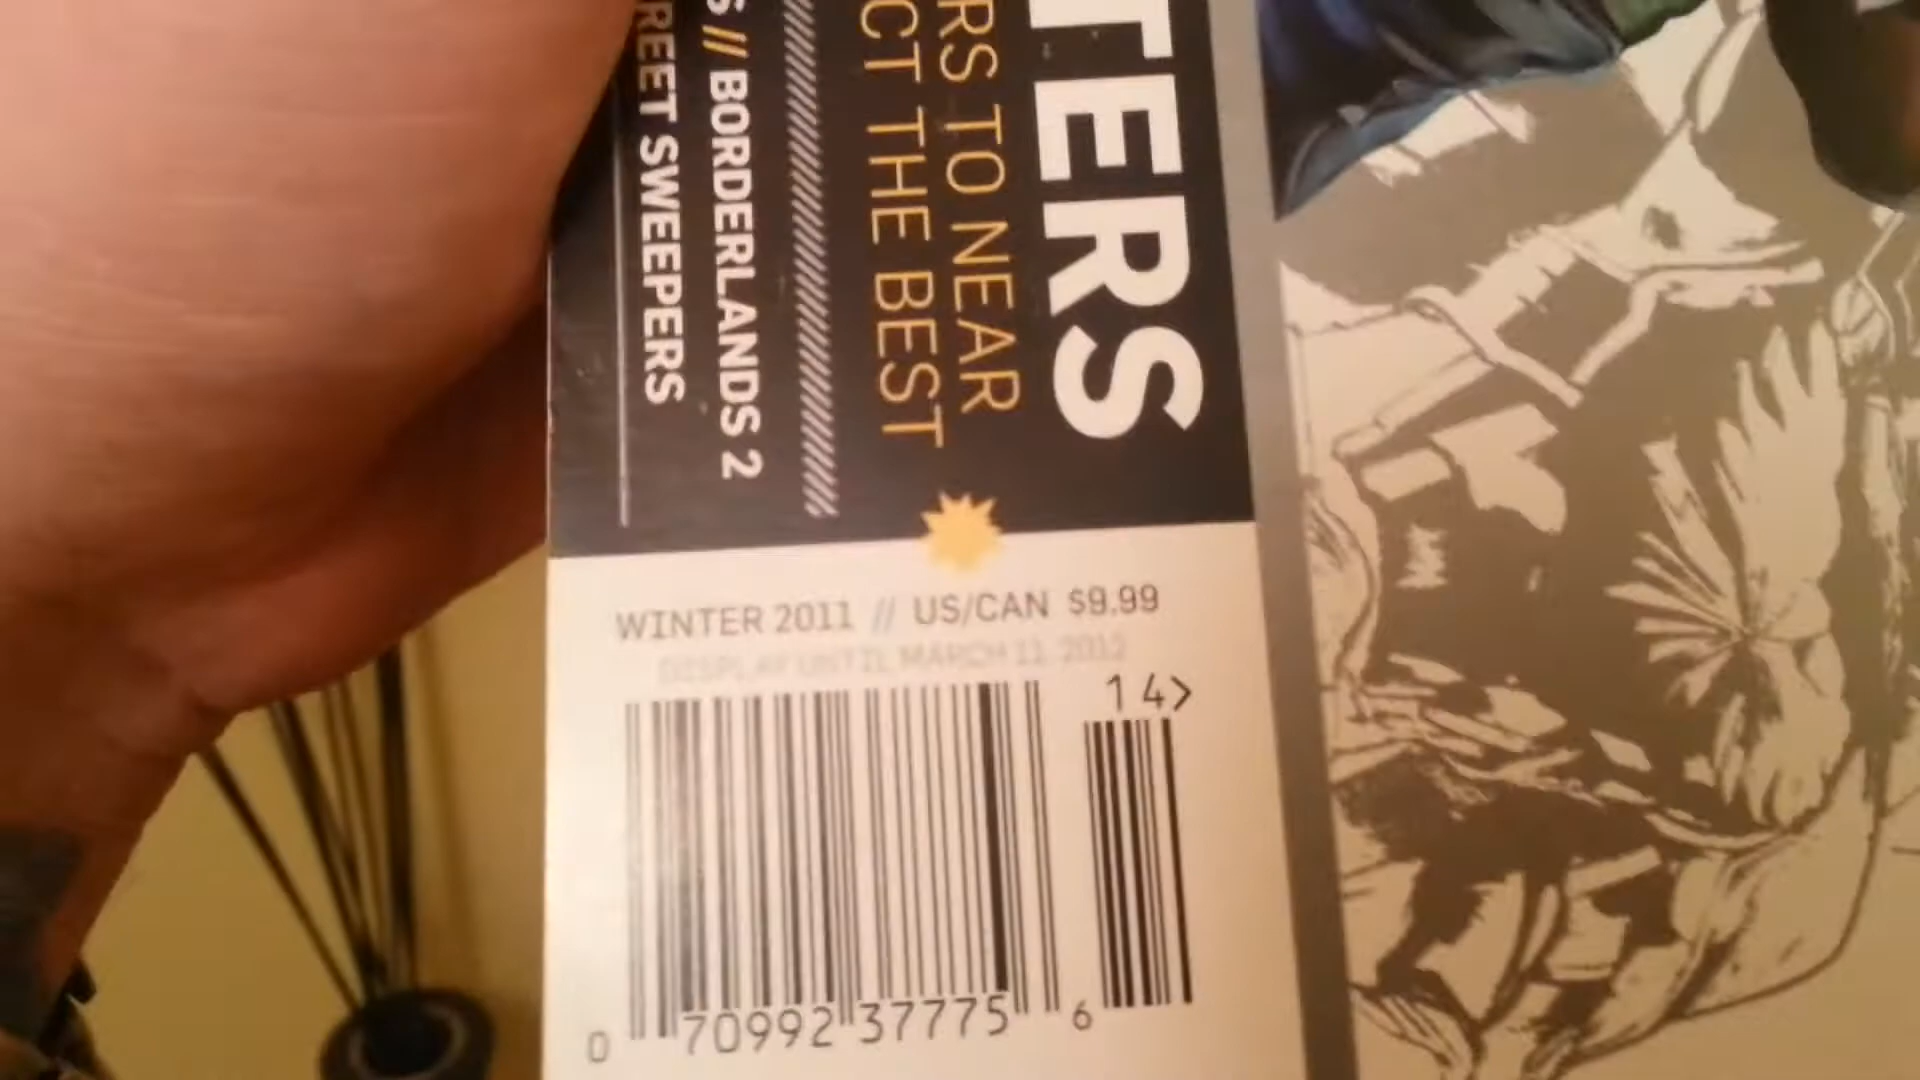 TERS
RS TO NEAR
CT THE BEST
S // BORDERLANDS 2
REET SWEEPERS
WINTER 2011 // US/CAN $9.99
DISPLAY UNTIL MARCH 11, 2012
14>
0 70992 37775 6